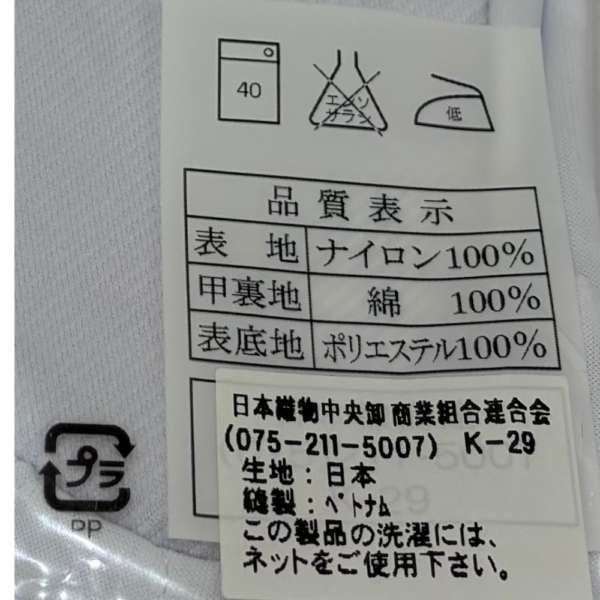 40
エンソ
サラシ
低
品質表示
表地 ナイロン100%
甲裏地 綿 100%
表底地 ポリエステル100%
日本織物中央卸商業組合連合会
(075-211-5007) K-29
生地:日本
縫製:ベトナム
この製品の洗濯には、
ネットをご使用下さい。
プラ
PP